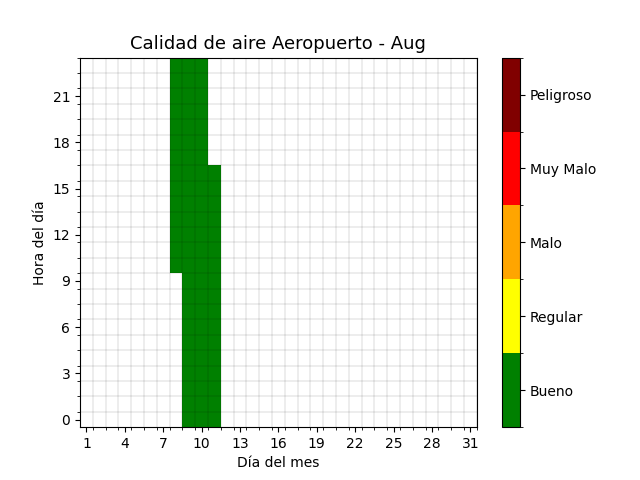 Calidad de aire Aeropuerto - Aug
21
18
15
12
9
6
3
0
Hora del día
1 4 7 10 13 16 19 22 25 28 31
Día del mes
Peligroso
Muy Malo
Malo
Regular
Bueno